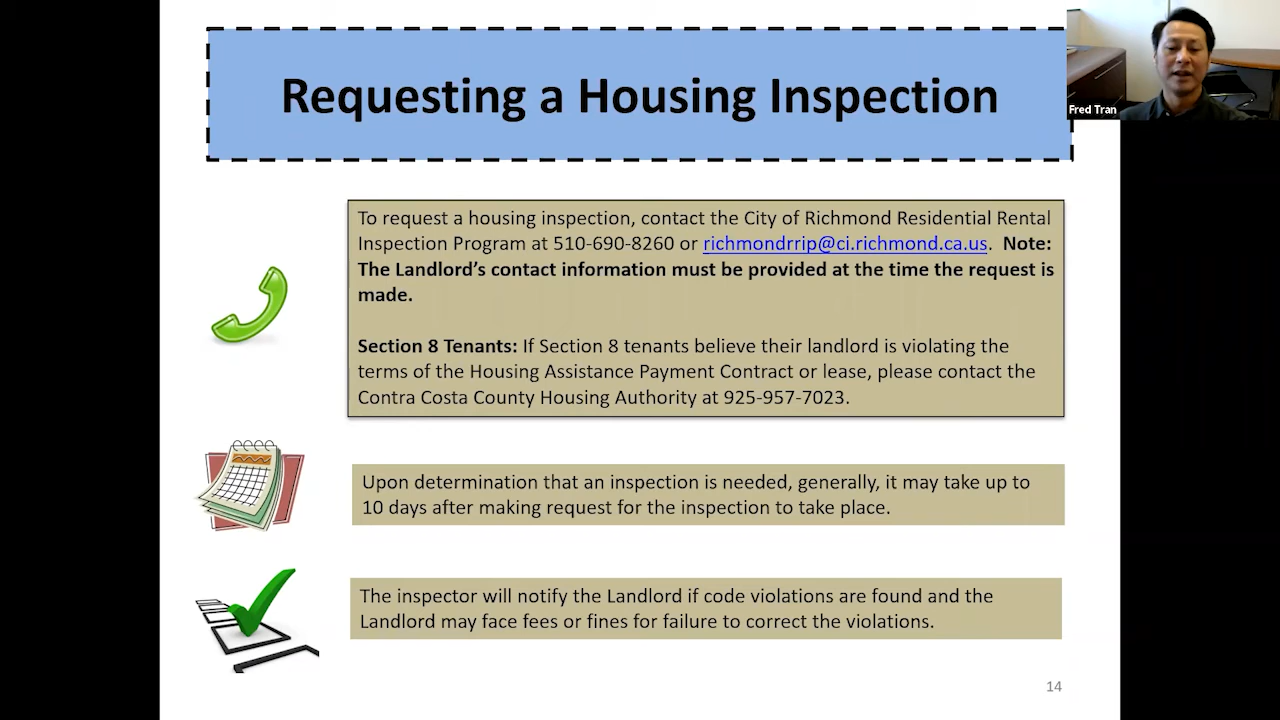 Requesting a Housing Inspection
Fred Tran
To request a housing inspection, contact the City of Richmond Residential Rental
Inspection Program at 510-690-8260 or richmondrrip@ci.richmond.ca.us. Note:
The Landlord’s contact information must be provided at the time the request is
made.
Section 8 Tenants: If Section 8 tenants believe their landlord is violating the
terms of the Housing Assistance Payment Contract or lease, please contact the
Contra Costa County Housing Authority at 925-957-7023.
Upon determination that an inspection is needed, generally, it may take up to
10 days after making request for the inspection to take place.
The inspector will notify the Landlord if code violations are found and the
Landlord may face fees or fines for failure to correct the violations.
14